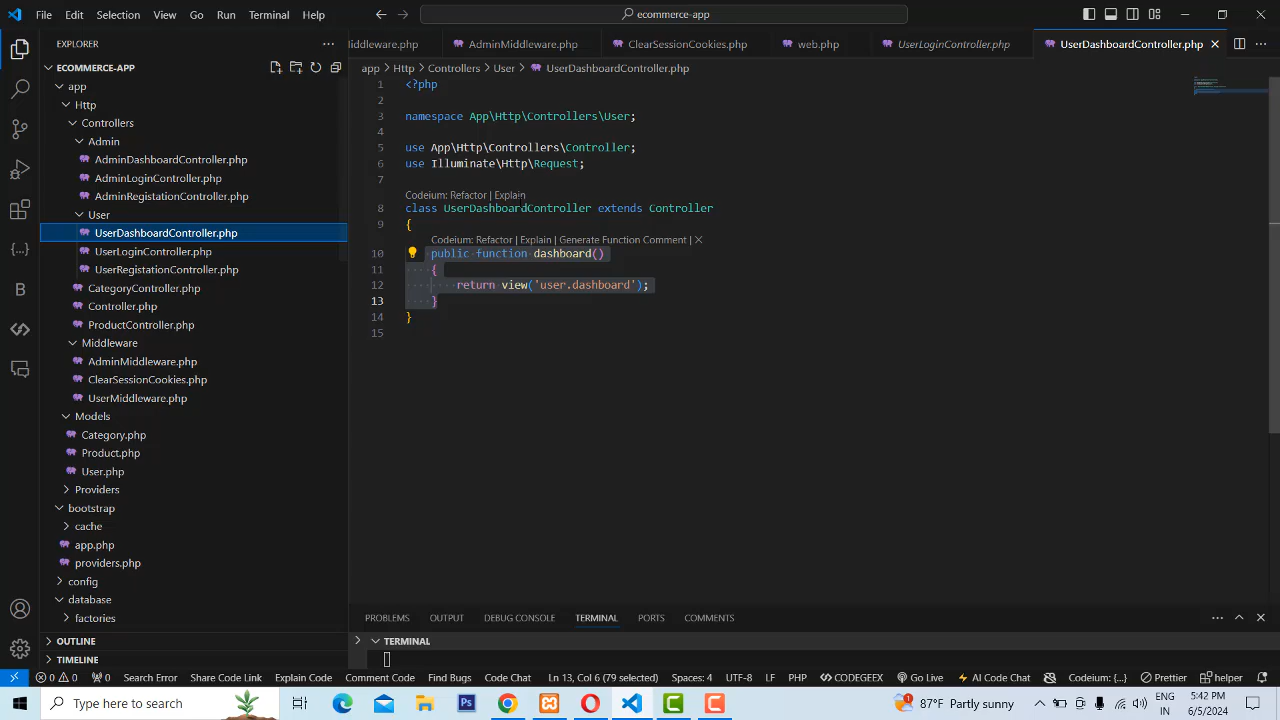 File Edit Selection View Go Run Terminal Help
ecommerce-app
EXPLORER
iddleware.php
AdminMiddleware.php
ClearSessionCookies.php
web.php
UserLoginController.php
UserDashboardController.php
ECOMMERCE-APP
app
Http
Controllers
Admin
AdminDashboardController.php
AdminLoginController.php
AdminRegistationController.php
User
UserDashboardController.php
UserLoginController.php
UserRegistationController.php
CategoryController.php
Controller.php
ProductController.php
Middleware
AdminMiddleware.php
ClearSessionCookies.php
UserMiddleware.php
Models
Category.php
Product.php
User.php
Providers
bootstrap
cache
app.php
providers.php
config
database
factories
OUTLINE
TIMELINE
app > Http > Controllers > User > UserDashboardController.php
1 <?php
2
3 namespace App\Http\Controllers\User;
4
5 use App\Http\Controllers\Controller;
6 use Illuminate\Http\Request;
7
Codeium: Refactor | Explain
8 class UserDashboardController extends Controller
9 {
Codeium: Refactor | Explain | Generate Function Comment | ×
10 public function dashboard()
11 {
12 return view('user.dashboard');
13 }
14 }
15
PROBLEMS OUTPUT DEBUG CONSOLE TERMINAL PORTS COMMENTS
TERMINAL
0 0 0 Search Error Share Code Link Explain Code Comment Code Find Bugs Code Chat Ln 13, Col 6 (79 selected) Spaces: 4 UTF-8 LF PHP CODEGEEX Go Live AI Code Chat Codeium: {...} Prettier helper
Type here to search
Ps
87°F Partly sunny
ENG
IN
5:42 PM
6/5/2024